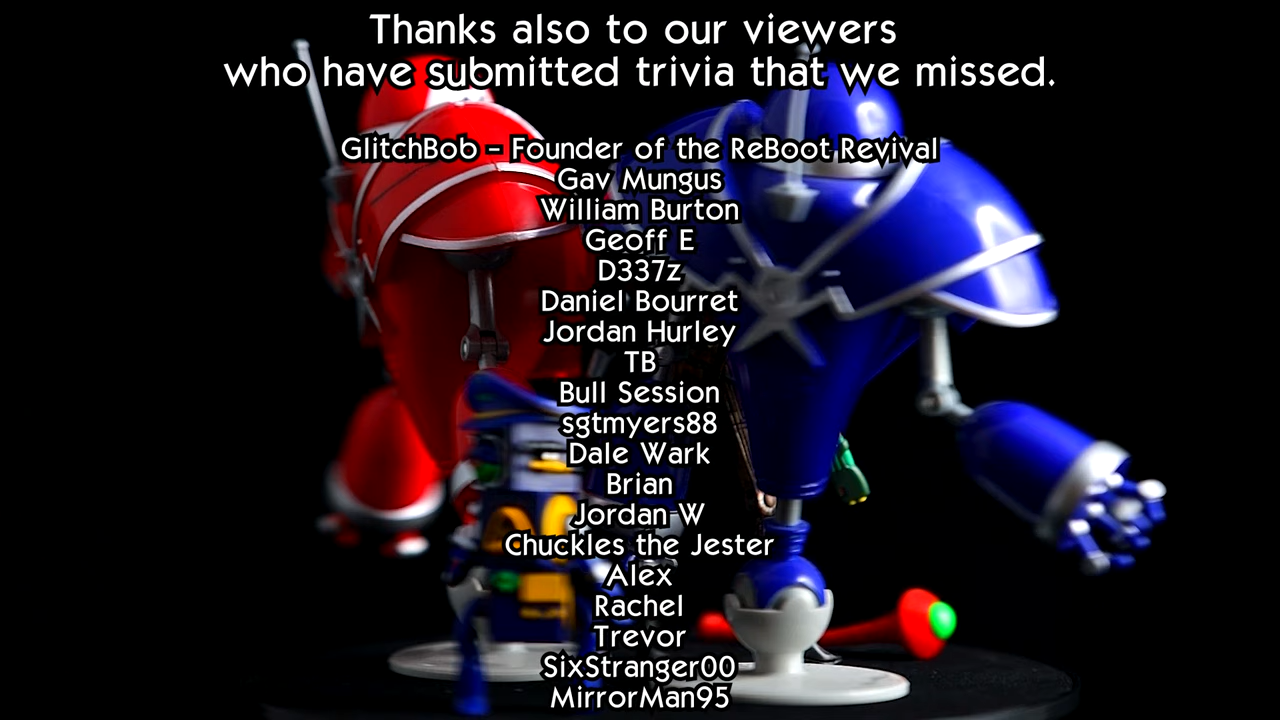 Thanks also to our viewers
who have submitted trivia that we missed.
GlitchBob - Founder of the ReBoot Revival
Gav Mungus
William Burton
Geoff E
D337z
Daniel Bourret
Jordan Hurley
TB
Bull Session
sgtmyers88
Dale Wark
Brian
Jordan W
Chuckles the Jester
Alex
Rachel
Trevor
SixStranger00
MirrorMan95